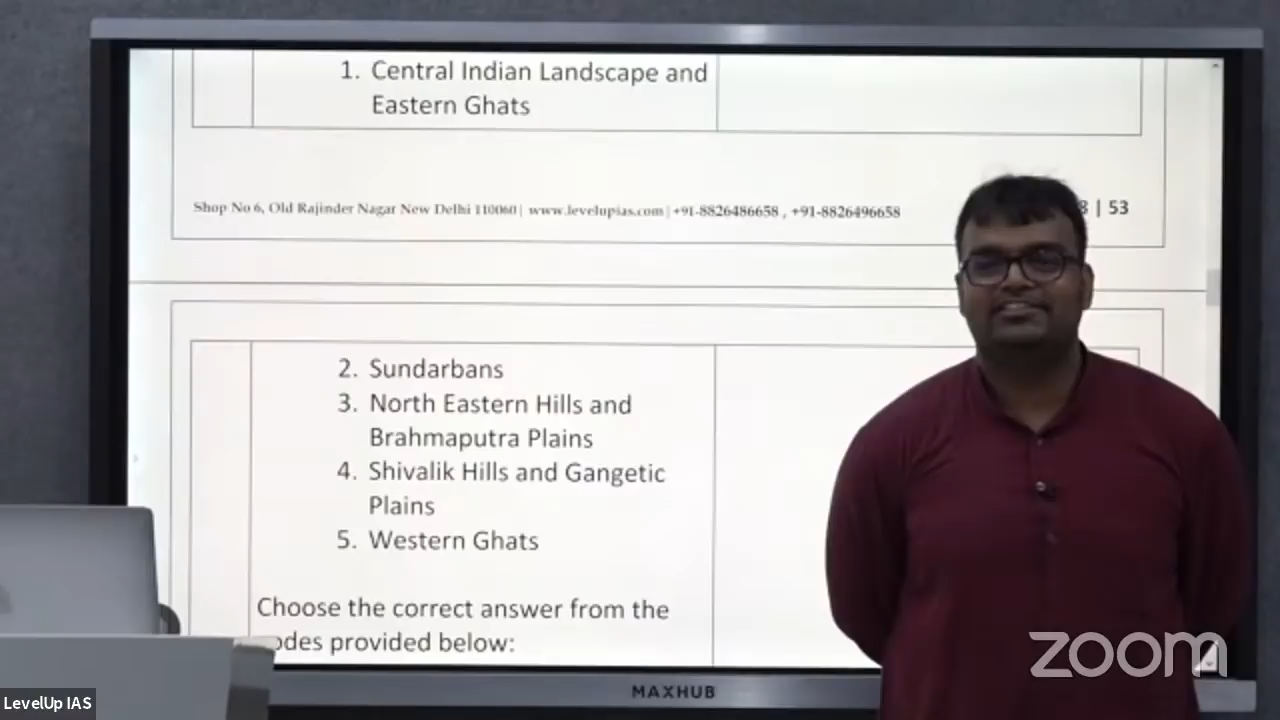 1. Central Indian Landscape and
Eastern Ghats
Shop No 6, Old Rajinder Nagar New Delhi 110060| www.levelupias.com | +91-8826486658 , +91-8826496658
8 | 53
2. Sundarbans
3. North Eastern Hills and
Brahmaputra Plains
4. Shivalik Hills and Gangetic
Plains
5. Western Ghats
Choose the correct answer from the
odes provided below:
MAXHUB
zoom
LevelUp IAS